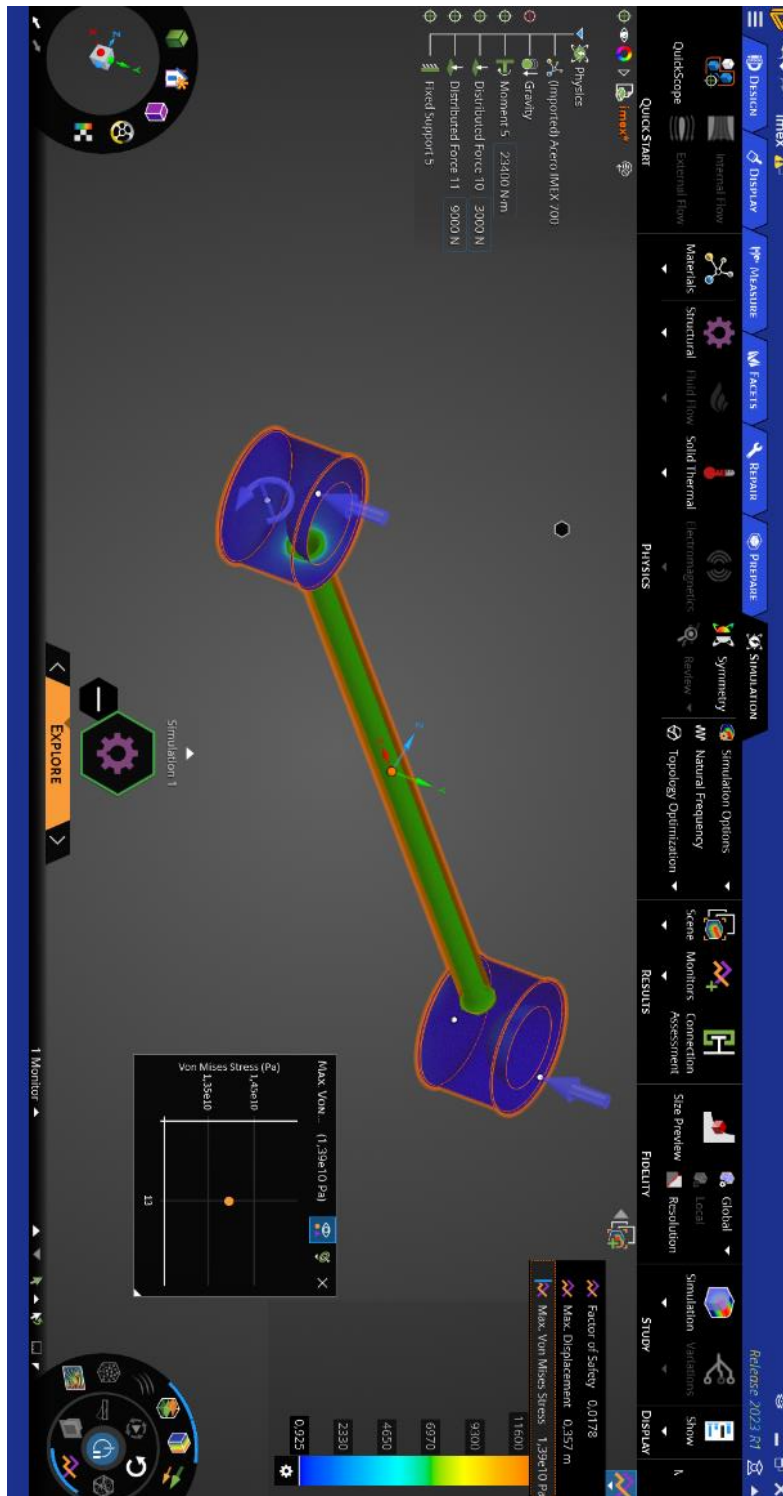 imex
Release 2023 R1
DESIGN
DISPLAY
MEASURE
FACETS
REPAIR
PREPARE
SIMULATION
QuickScope
Internal Flow
External Flow
QUICKSTART
Materials
Structural
Fluid Flow
Solid Thermal
Electromagnetics
Symmetry
Review
PHYSICS
Simulation Options
Natural Frequency
Topology Optimization
Scene
Monitors
Connection Assessment
RESULTS
Size Preview
Global
Local
Resolution
FIDELITY
Simulation
Variations
STUDY
Show
DISPLAY
imex*
Physics
(Imported) Acero IMEX 700
Gravity
Moment 5 23400 N·m
Distributed Force 10 3000 N
Distributed Force 11 9000 N
Fixed Support 5
Factor of Safety 0,0178
Max. Displacement 0,357 m
Max. Von Mises Stress 1,39e10 Pa
Max. Von... (1,39e10 Pa)
Von Mises Stress (Pa)
1,45e10
1,35e10
13
11600
9300
6970
4650
2330
0,925
X
Y
Z
Y
Z
Simulation 1
EXPLORE
1 Monitor